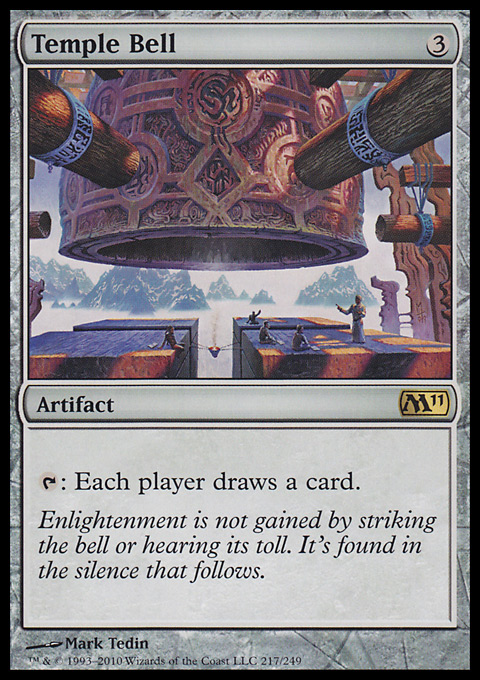 Temple Bell 3
Artifact M11
: Each player draws a card.
Enlightenment is not gained by striking
the bell or hearing its toll. It's found in
the silence that follows.
Mark Tedin
™ & © 1993–2010 Wizards of the Coast LLC 217/249